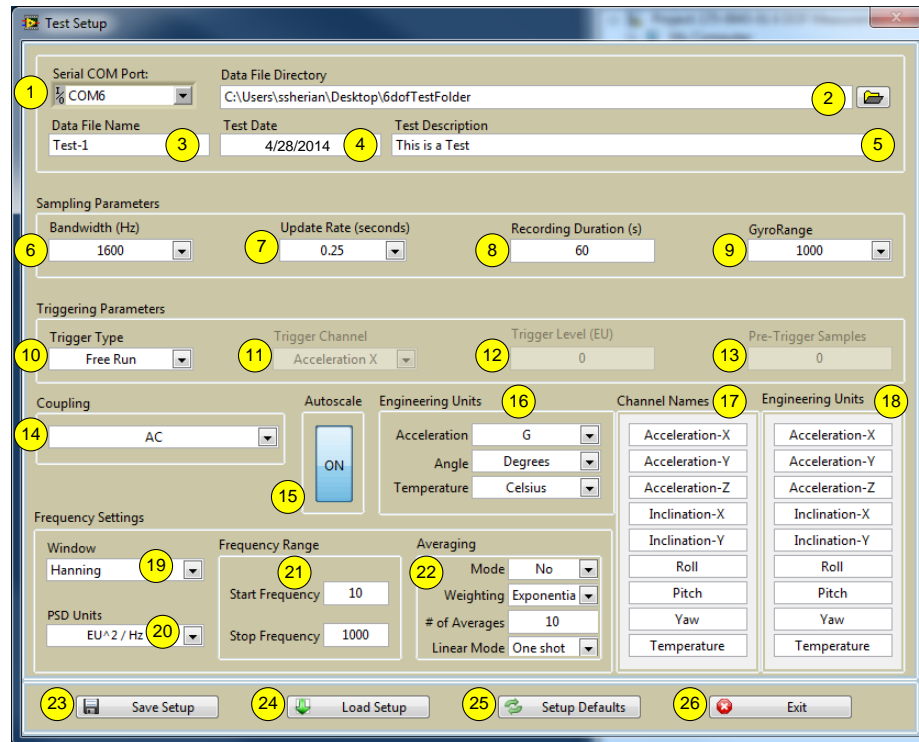 Test Setup
Serial COM Port:
Data File Directory
1
I/O COM6
C:\Users\ssherian\Desktop\6dofTestFolder
2
Data File Name
Test Date
Test Description
Test-1
3
4/28/2014
4
This is a Test
5
Sampling Parameters
Bandwidth (Hz)
Update Rate (seconds)
Recording Duration (s)
GyroRange
6
1600
7
0.25
8
60
9
1000
Triggering Parameters
Trigger Type
Trigger Channel
Trigger Level (EU)
Pre-Trigger Samples
10
Free Run
11
Acceleration X
12
0
13
0
Coupling
14
AC
Autoscale
ON
15
Engineering Units
16
Acceleration G
Angle Degrees
Temperature Celsius
Channel Names
17
Acceleration-X
Acceleration-Y
Acceleration-Z
Inclination-X
Inclination-Y
Roll
Pitch
Yaw
Temperature
Engineering Units
18
Acceleration-X
Acceleration-Y
Acceleration-Z
Inclination-X
Inclination-Y
Roll
Pitch
Yaw
Temperature
Frequency Settings
Window
Hanning
19
PSD Units
EU^2 / Hz
20
Frequency Range
21
Start Frequency 10
Stop Frequency 1000
Averaging
22
Mode No
Weighting Exponentia
# of Averages 10
Linear Mode One shot
23
Save Setup
24
Load Setup
25
Setup Defaults
26
Exit